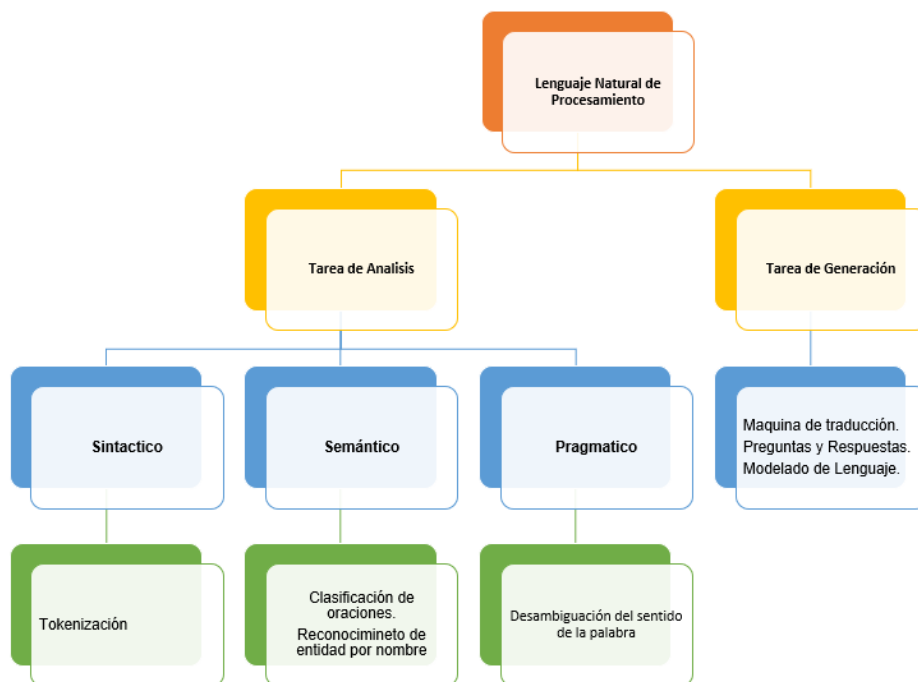 Lenguaje Natural de
Procesamiento
Tarea de Analisis
Tarea de Generación
Sintactico
Semántico
Pragmatico
Maquina de traducción.
Preguntas y Respuestas.
Modelado de Lenguaje.
Tokenización
Clasificación de
oraciones.
Reconocimineto de
entidad por nombre
Desambiguación del sentido
de la palabra